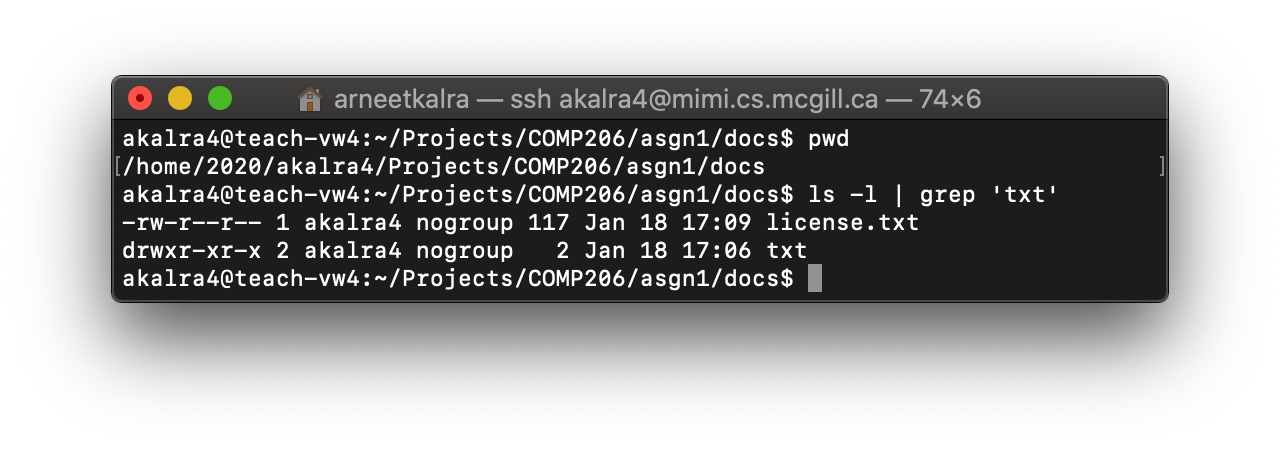 arneetkalra — ssh akalra4@mimi.cs.mcgill.ca — 74×6
akalra4@teach-vw4:~/Projects/COMP206/asgn1/docs$ pwd
[/home/2020/akalra4/Projects/COMP206/asgn1/docs ]
akalra4@teach-vw4:~/Projects/COMP206/asgn1/docs$ ls -l | grep 'txt'
-rw-r--r-- 1 akalra4 nogroup 117 Jan 18 17:09 license.txt
drwxr-xr-x 2 akalra4 nogroup   2 Jan 18 17:06 txt
akalra4@teach-vw4:~/Projects/COMP206/asgn1/docs$